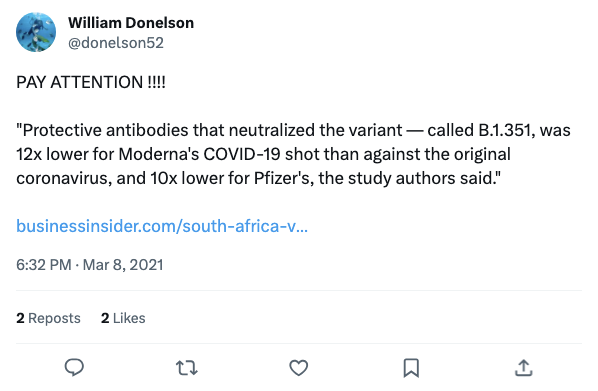 William Donelson
@donelson52
PAY ATTENTION !!!!
"Protective antibodies that neutralized the variant — called B.1.351, was
12x lower for Moderna's COVID-19 shot than against the original
coronavirus, and 10x lower for Pfizer's, the study authors said."
businessinsider.com/south-africa-v...
6:32 PM · Mar 8, 2021
2 Reposts 2 Likes